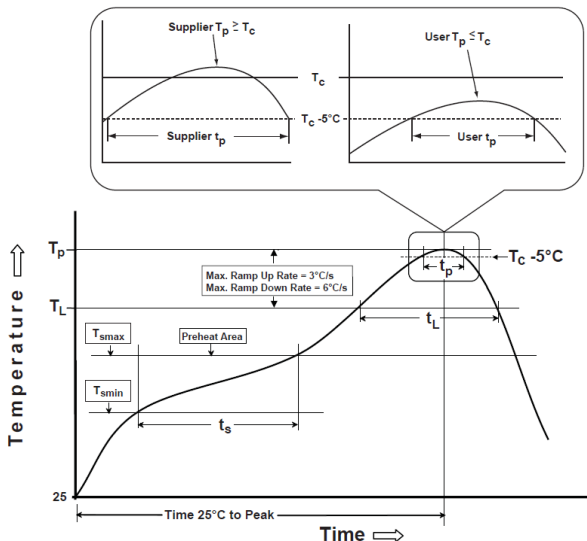 Supplier Tp ≥ Tc
User Tp ≤ Tc
Tc
Tc -5°C
Supplier tp
User tp
Tp
Tc -5°C
Max. Ramp Up Rate = 3°C/s
Max. Ramp Down Rate = 6°C/s
tp
TL
tL
Tsmax
Preheat Area
Tsmin
ts
Temperature
25
Time 25°C to Peak
Time